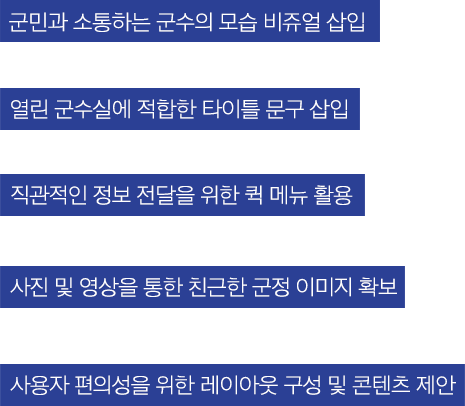 군민과 소통하는 군수의 모습 비쥬얼 삽입
열린 군수실에 적합한 타이틀 문구 삽입
직관적인 정보 전달을 위한 퀵 메뉴 활용
사진 및 영상을 통한 친근한 군정 이미지 확보
사용자 편의성을 위한 레이아웃 구성 및 콘텐츠 제안